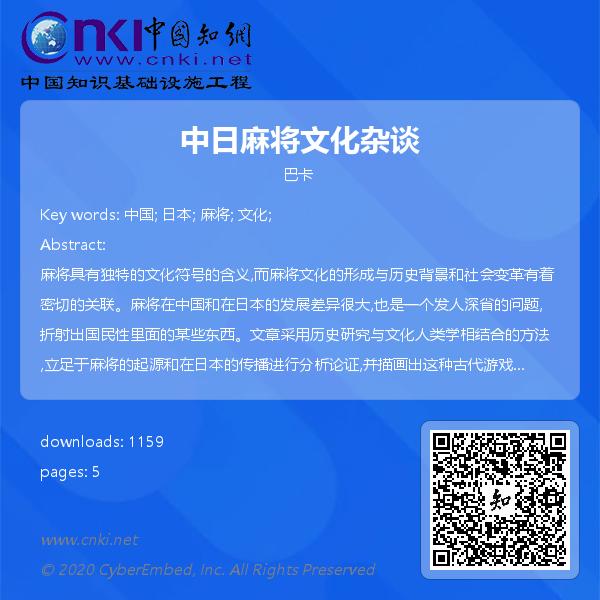 cnki 中国知網
www.cnki.net
中国知识基础设施工程
中日麻将文化杂谈
巴卡
Key words: 中国; 日本; 麻将; 文化;
Abstract:
麻将具有独特的文化符号的含义,而麻将文化的形成与历史背景和社会变革有着
密切的关联。麻将在中国和在日本的发展差异很大,也是一个发人深省的问题,
折射出国民性里面的某些东西。文章采用历史研究与文化人类学相结合的方法
,立足于麻将的起源和在日本的传播进行分析论证,并描画出这种古代游戏...
downloads: 1159
pages: 5
知
www.cnki.net
© 2020 CyberEmbed, Inc. All Rights Preserved